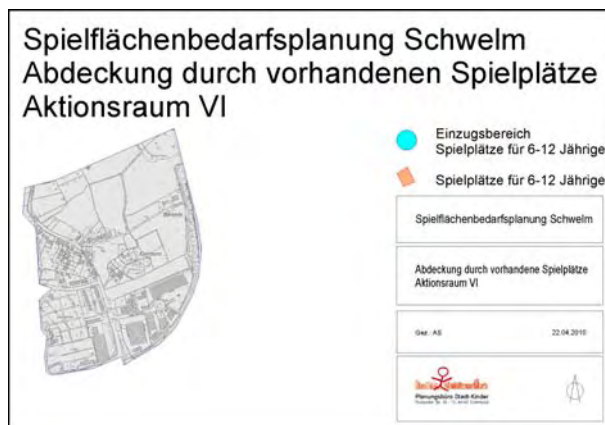 Spielflächenbedarfsplanung Schwelm
Abdeckung durch vorhandenen Spielplätze
Aktionsraum VI
Einzugsbereich
Spielplätze für 6-12 Jährige
Spielplätze für 6-12 Jährige
Spielflächenbedarfsplanung Schwelm
Abdeckung durch vorhandene Spielplätze
Aktionsraum VI
Gez.: AS 22.04.2010
Planungsbüro Stadt-Kinder